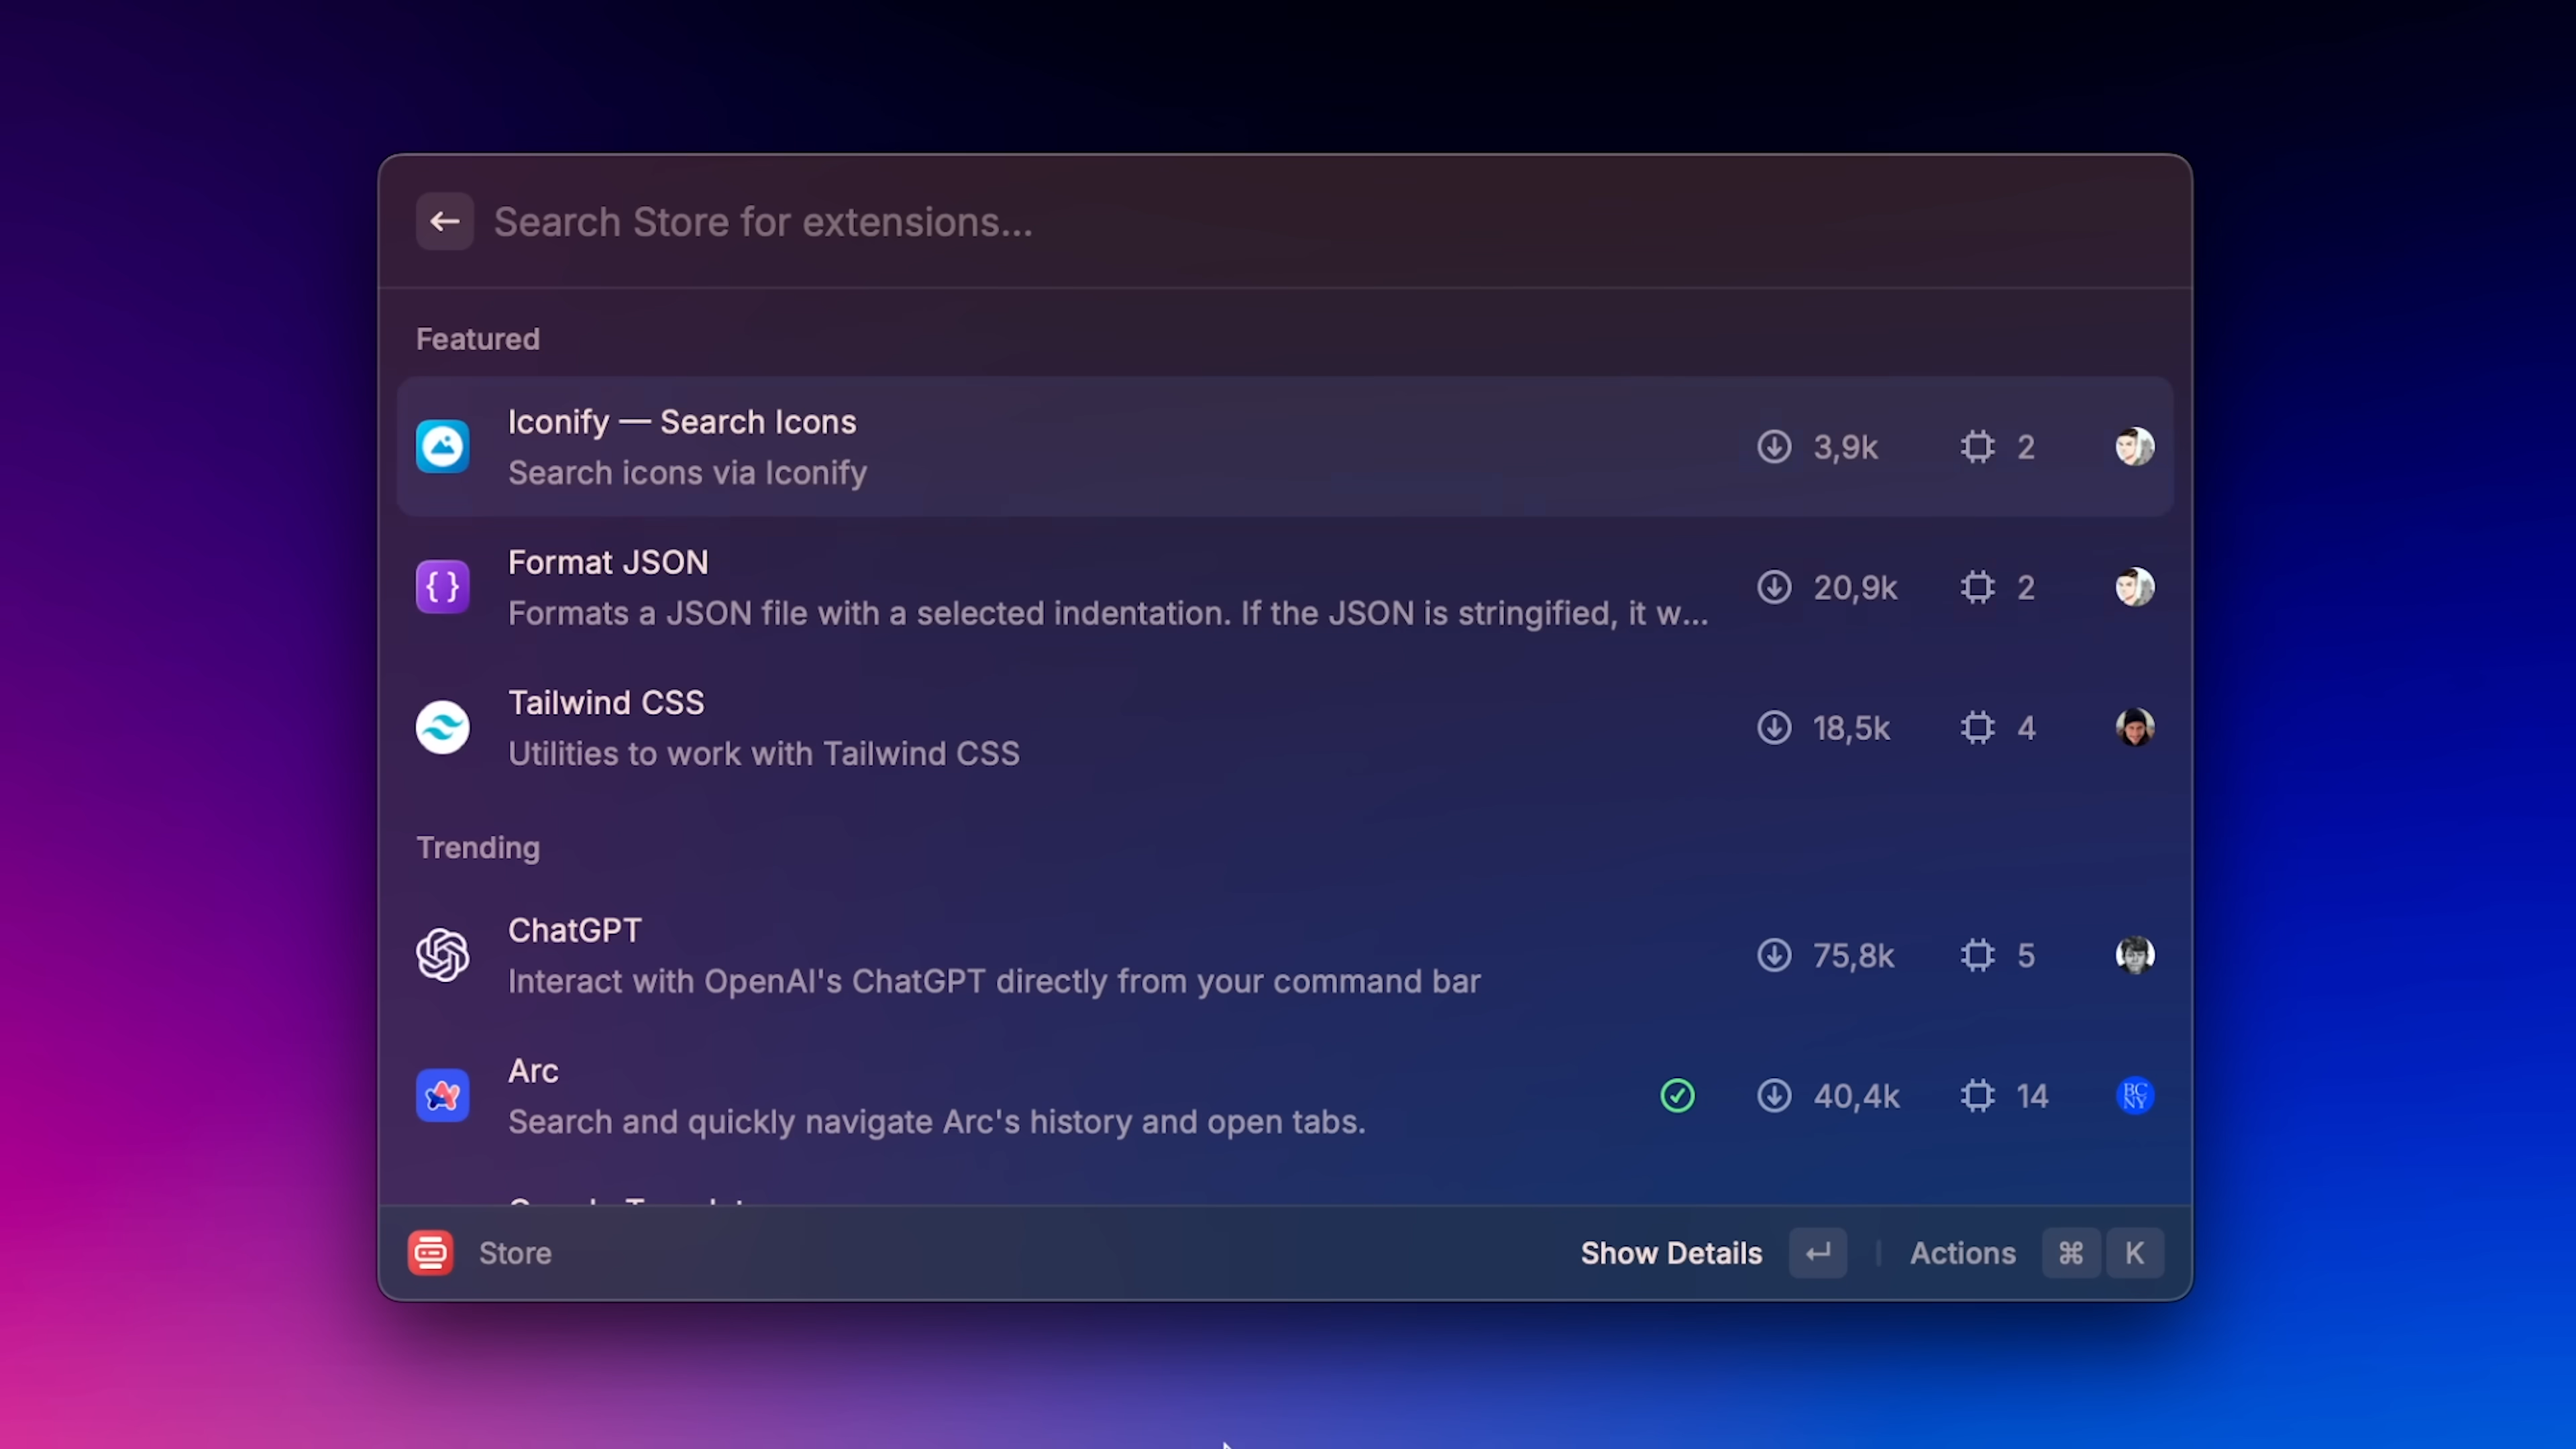 Search Store for extensions...
Featured
Iconify — Search Icons
Search icons via Iconify
3,9k
2
Format JSON
Formats a JSON file with a selected indentation. If the JSON is stringified, it w...
20,9k
2
Tailwind CSS
Utilities to work with Tailwind CSS
18,5k
4
Trending
ChatGPT
Interact with OpenAI's ChatGPT directly from your command bar
75,8k
5
Arc
Search and quickly navigate Arc's history and open tabs.
40,4k
14
BC
NY
Store
Show Details
Actions
⌘ K